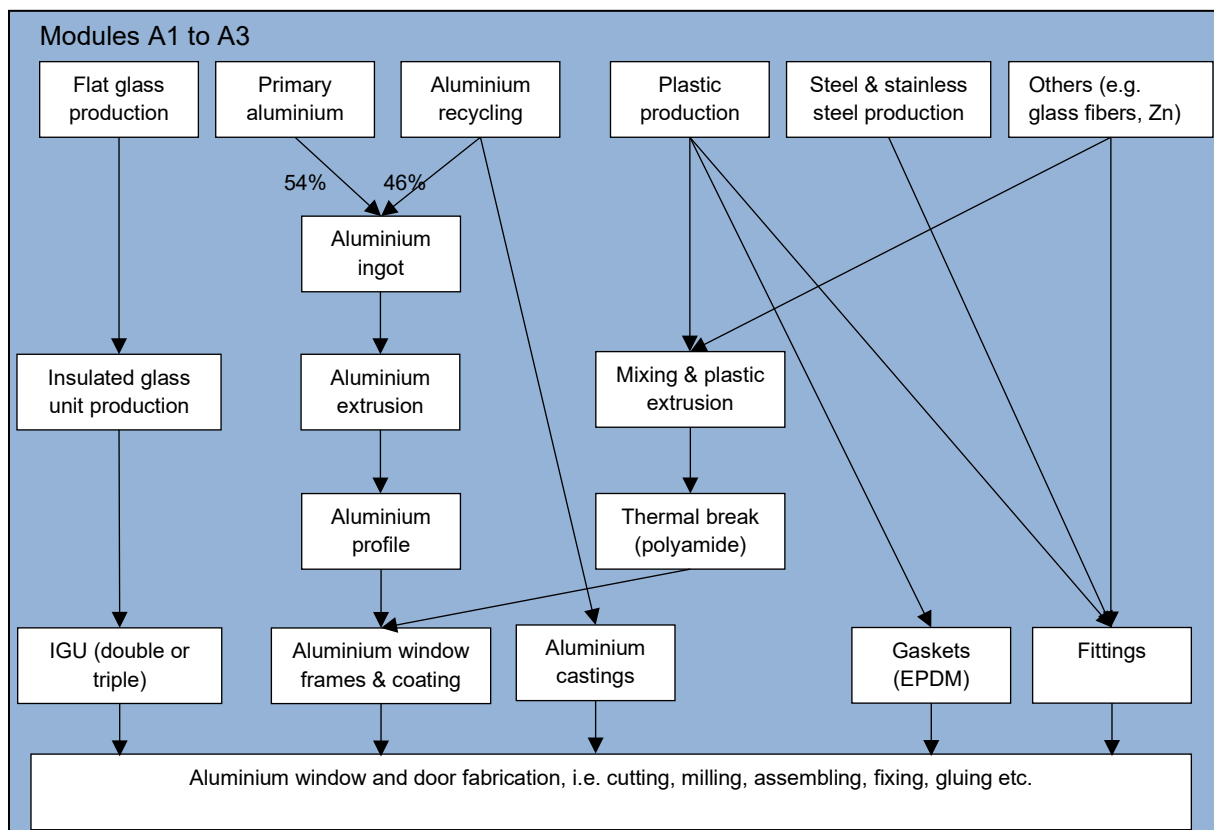 Modules A1 to A3
Flat glass
production
Primary
aluminium
Aluminium
recycling
Plastic
production
Steel & stainless
steel production
Others (e.g.
glass fibers, Zn)
54%
46%
Aluminium
ingot
Insulated glass
unit production
Aluminium
extrusion
Mixing & plastic
extrusion
Aluminium
profile
Thermal break
(polyamide)
IGU (double or
triple)
Aluminium window
frames & coating
Aluminium
castings
Gaskets
(EPDM)
Fittings
Aluminium window and door fabrication, i.e. cutting, milling, assembling, fixing, gluing etc.